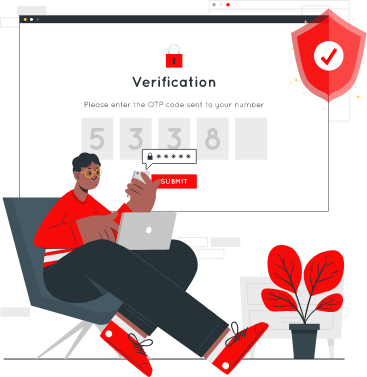 Verification
Please enter the OTP code sent to your number
5 3 3 8
*****
SUBMIT